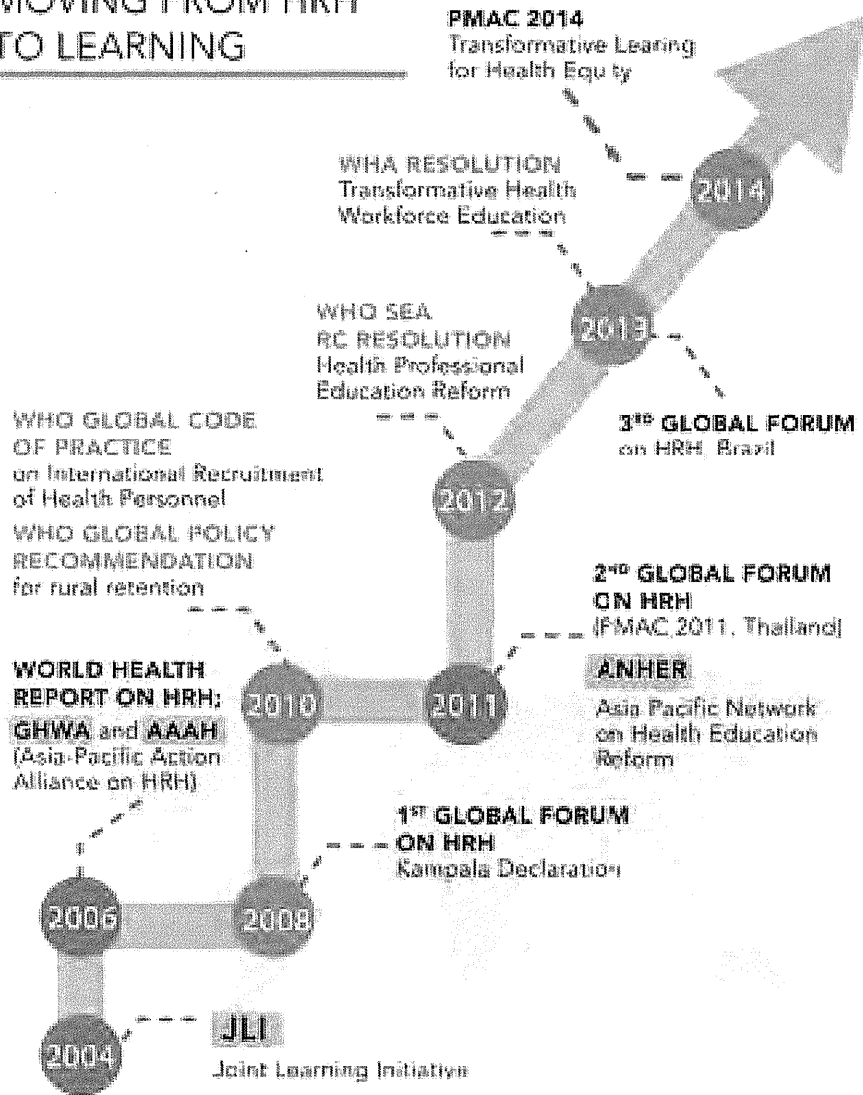 MOVING FROM HRH
TO LEARNING
PMAC 2014
Transformative Learing
for Health Equity
2014
WHA RESOLUTION
Transformative Health
Workforce Education
2013
WHO SEA
RC RESOLUTION
Health Professional
Education Reform
3RD GLOBAL FORUM
on HRH, Brazil
WHO GLOBAL CODE
OF PRACTICE
on International Recruitment
of Health Personnel
2012
WHO GLOBAL POLICY
RECOMMENDATION
for rural retention
2ND GLOBAL FORUM
ON HRH
(PMAC 2011, Thailand)
ANHER
Asia Pacific Network
on Health Education
Reform
WORLD HEALTH
REPORT ON HRH;
GHWA and AAAH
(Asia-Pacific Action
Alliance on HRH)
2010
2011
1ST GLOBAL FORUM
ON HRH
Kampala Declaration
2006
2008
JLI
Joint Learning Initiative
2004